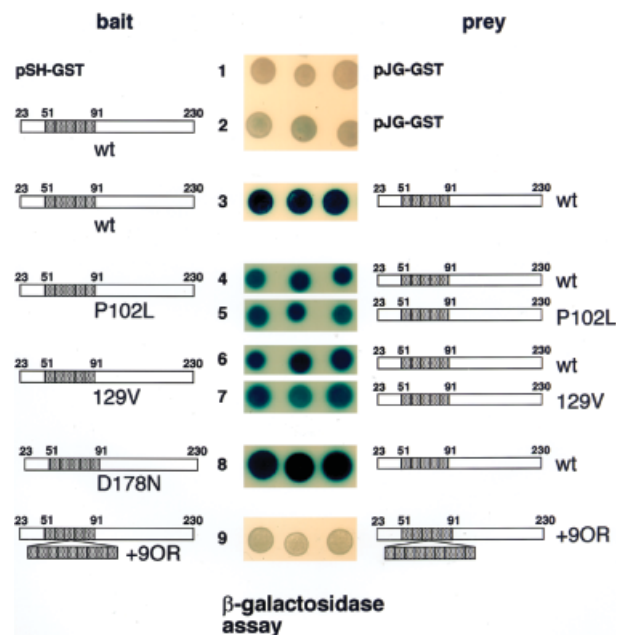 bait prey
pSH-GST 1 pJG-GST
23 51 91 230
2 pJG-GST
wt
23 51 91 230 3 23 51 91 230 wt
wt
23 51 91 230 4 23 51 91 230 wt
P102L 5 23 51 91 230 P102L
23 51 91 230 6 23 51 91 230 wt
129V 7 23 51 91 230 129V
23 51 91 230 8 23 51 91 230 wt
D178N
23 51 91 230 9 23 51 91 230
+9OR +9OR
β-galactosidase
assay